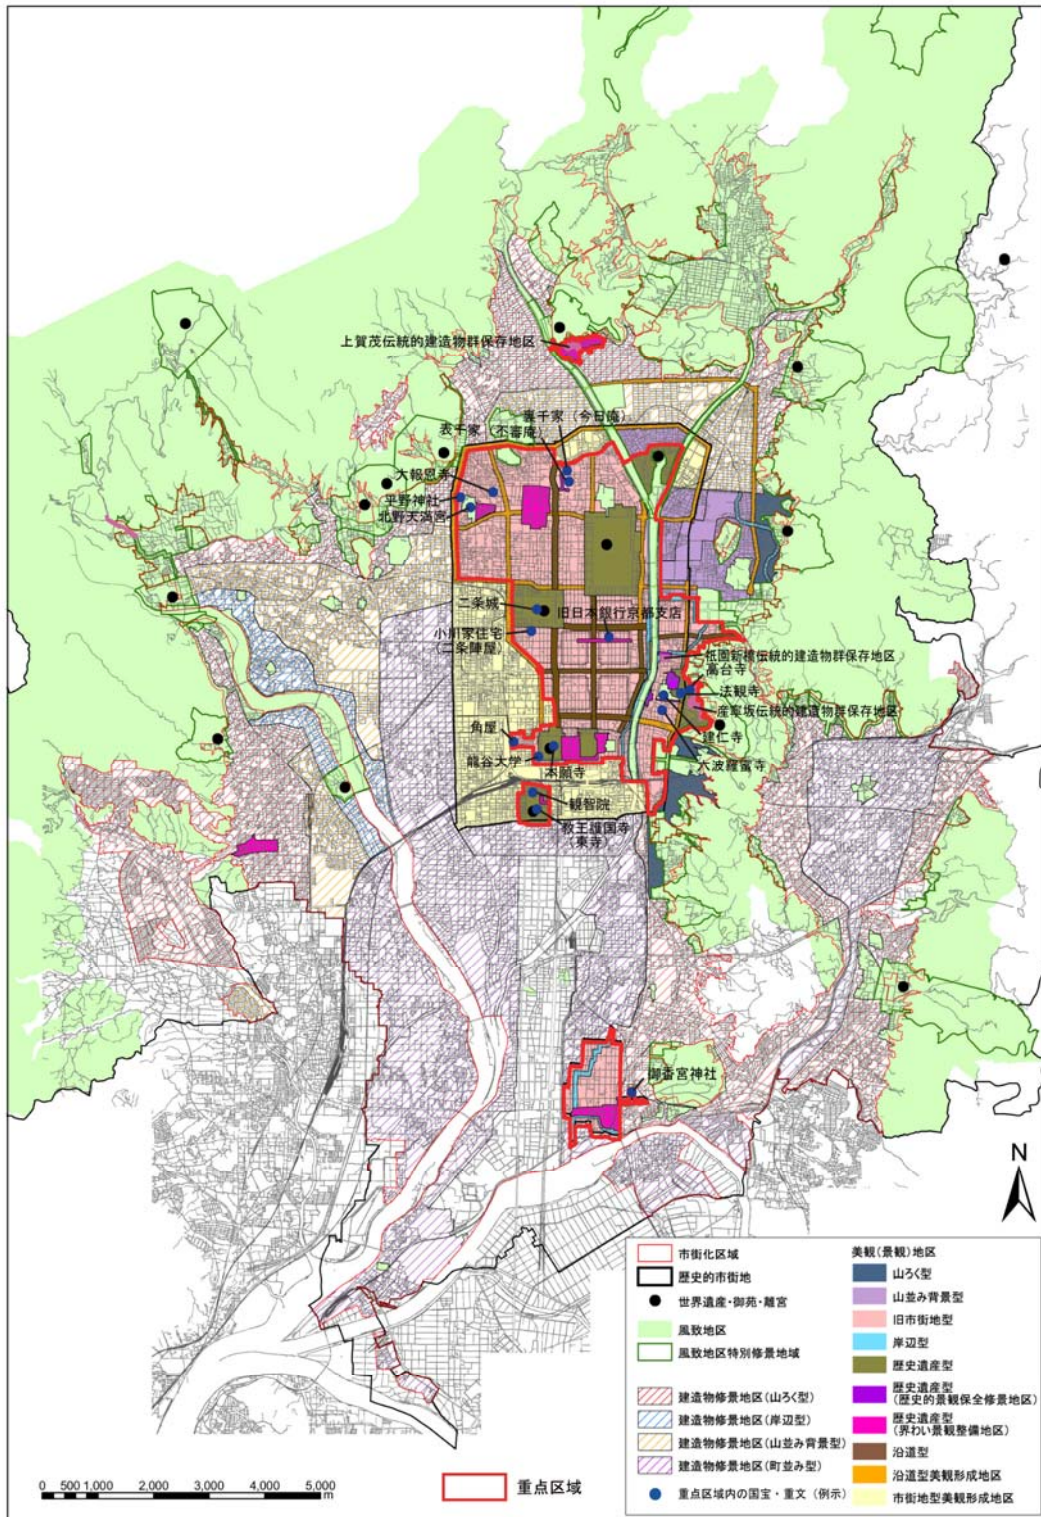 上賀茂伝統的建造物群保存地区
裏千家（今日庵）
表千家（不審庵）
大報恩寺
平野神社
北野天満宮
二条城
旧日本銀行京都支店
小川家住宅
（二条陣屋）
祇園新橋伝統的建造物群保存地区
高台寺
法観寺
産寧坂伝統的建造物群保存地区
建仁寺
六波羅蜜寺
角屋
龍谷大学
本願寺
観智院
教王護国寺
（東寺）
御香宮神社
N
市街化区域
歴史的市街地
世界遺産・御苑・離宮
風致地区
風致地区特別修景地域
建造物修景地区（山ろく型）
建造物修景地区（岸辺型）
建造物修景地区（山並み背景型）
建造物修景地区（町並み型）
重点区域内の国宝・重文（例示）
美観（景観）地区
山ろく型
山並み背景型
旧市街地型
岸辺型
歴史遺産型
歴史遺産型
（歴史的景観保全修景地区）
歴史遺産型
（界わい景観整備地区）
沿道型
沿道型美観形成地区
市街地型美観形成地区
0 500 1,000 2,000 3,000 4,000 5,000
m
重点区域